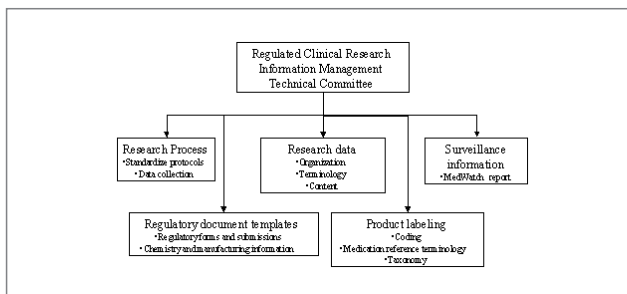 Regulated Clinical Research
Information Management
Technical Committee
Research Process
•Standardize protocols
•Data collection
Research data
•Organization
•Terminology
•Content
Surveillance
information
•MedWatch report
Regulatory document templates
•Regulatory forms and submissions
•Chemistry and manufacturing information
Product labeling
•Coding
•Medication reference terminology
•Taxonomy